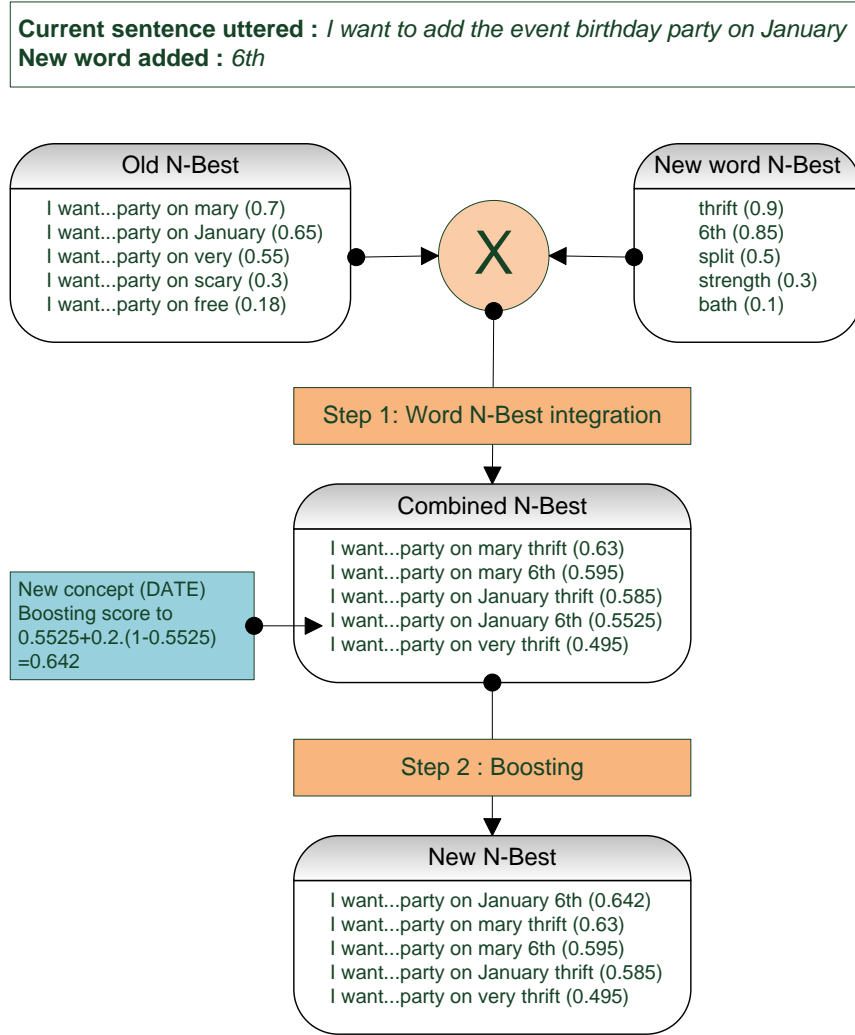 Current sentence uttered : I want to add the event birthday party on January
New word added : 6th
Old N-Best
I want...party on mary (0.7)
I want...party on January (0.65)
I want...party on very (0.55)
I want...party on scary (0.3)
I want...party on free (0.18)
X
New word N-Best
thrift (0.9)
6th (0.85)
split (0.5)
strength (0.3)
bath (0.1)
Step 1: Word N-Best integration
Combined N-Best
I want...party on mary thrift (0.63)
I want...party on mary 6th (0.595)
I want...party on January thrift (0.585)
I want...party on January 6th (0.5525)
I want...party on very thrift (0.495)
New concept (DATE)
Boosting score to
0.5525+0.2.(1-0.5525)
=0.642
Step 2 : Boosting
New N-Best
I want...party on January 6th (0.642)
I want...party on mary thrift (0.63)
I want...party on mary 6th (0.595)
I want...party on January thrift (0.585)
I want...party on very thrift (0.495)